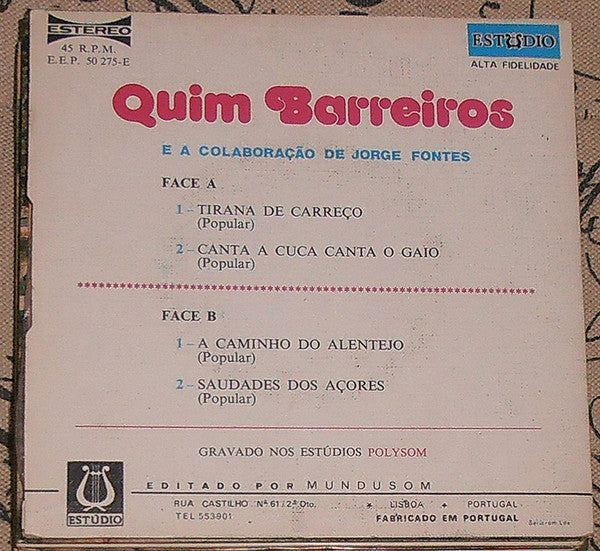 ESTEREO
45 R.P.M.
E.E.P. 50 275-E
ESTÚDIO
ALTA FIDELIDADE
Quim Barreiros
E A COLABORAÇÃO DE JORGE FONTES
FACE A
1 - TIRANA DE CARREÇO
(Popular)
2 - CANTA A CUCA CANTA O GAIO
(Popular)
FACE B
1 - A CAMINHO DO ALENTEJO
(Popular)
2 - SAUDADES DOS AÇORES
(Popular)
GRAVADO NOS ESTÚDIOS POLYSOM
EDITADO POR MUNDUSOM
RUA CASTILHO Nº 61/2º Dto. * LISBOA + PORTUGAL
TEL 553901 FABRICADO EM PORTUGAL
ESTÚDIO